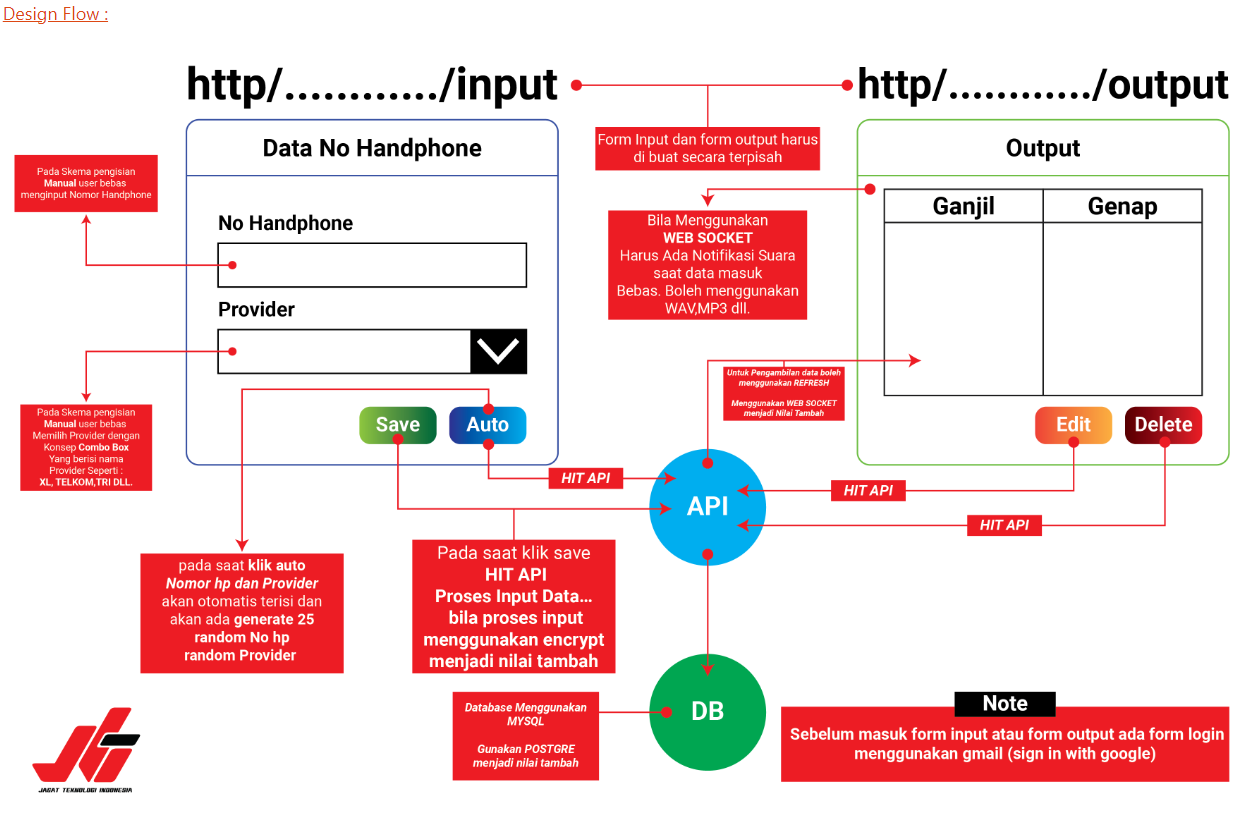 Design Flow :
http/............/input
http/............/output
Form Input dan form output harus
di buat secara terpisah
Data No Handphone
Output
Pada Skema pengisian
Manual user bebas
menginput Nomor Handphone
No Handphone
Provider
Bila Menggunakan
WEB SOCKET
Harus Ada Notifikasi Suara
saat data masuk
Bebas. Boleh menggunakan
WAV,MP3 dll.
Ganjil
Genap
Untuk Pengambilan data boleh
menggunakan REFRESH
Menggunakan WEB SOCKET
menjadi Nilai Tambah
Pada Skema pengisian
Manual user bebas
Memilih Provider dengan
Konsep Combo Box
Yang berisi nama
Provider Seperti :
XL, TELKOM,TRI DLL.
Save
Auto
Edit
Delete
HIT API
HIT API
HIT API
API
pada saat klik auto
Nomor hp dan Provider
akan otomatis terisi dan
akan ada generate 25
random No hp
random Provider
Pada saat klik save
HIT API
Proses Input Data...
bila proses input
menggunakan encrypt
menjadi nilai tambah
Database Menggunakan
MYSQL
Gunakan POSTGRE
menjadi nilai tambah
DB
Note
Sebelum masuk form input atau form output ada form login
menggunakan gmail (sign in with google)
JTI
JAGAT TEKNOLOGI INDONESIA